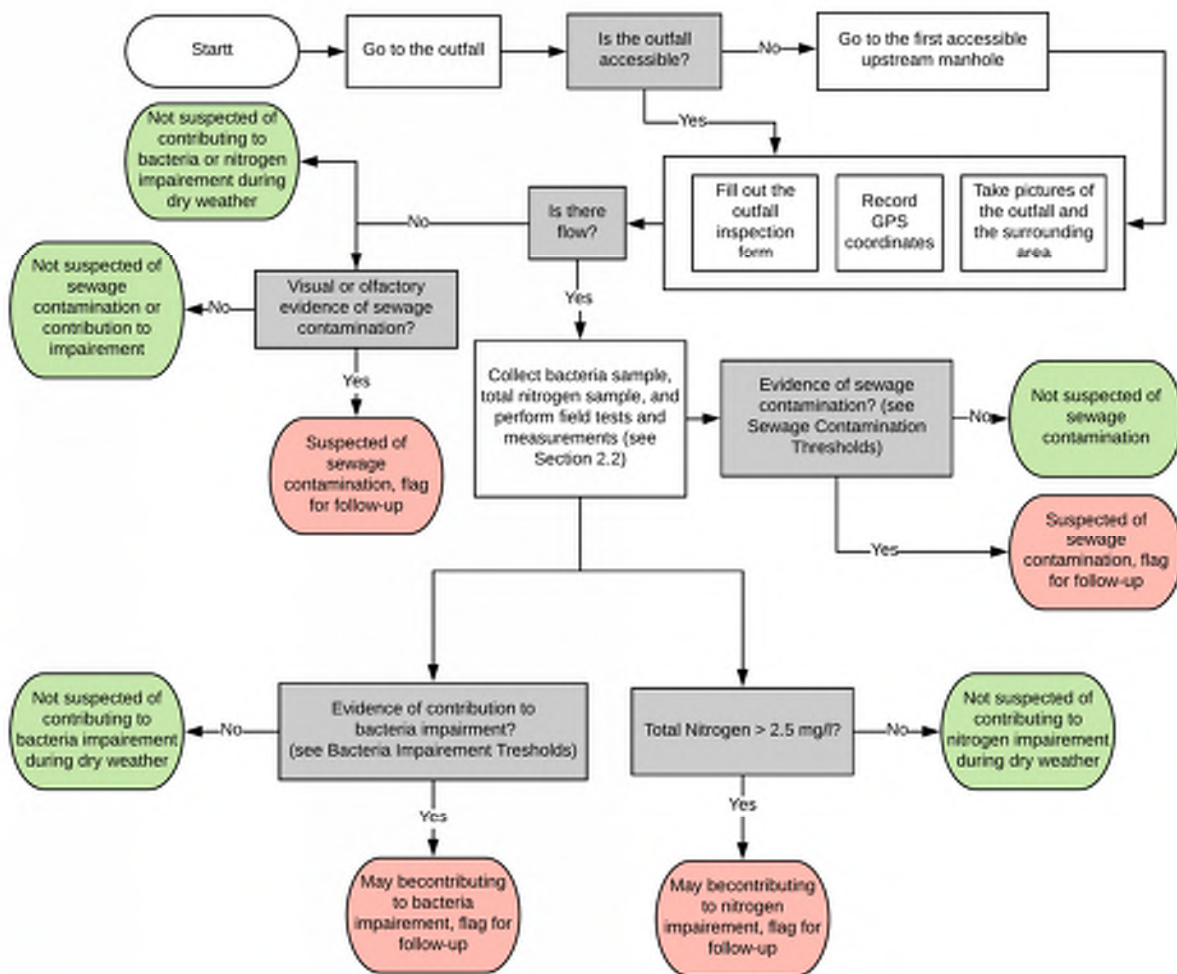 Startt
Go to the outfall
Is the outfall
accessible?
No
Go to the first accessible
upstream manhole
Yes
Not suspected of
contributing to
bacteria or nitrogen
impairement during
dry weather
Fill out the
outfall
inspection
form
Record
GPS
coordinates
Take pictures of
the outfall and
the surrounding
area
Is there
flow?
No
Not suspected of
sewage
contamination or
contribution to
impairement
No
Visual or olfactory
evidence of sewage
contamination?
Yes
Yes
Suspected of
sewage
contamination, flag
for follow-up
Collect bacteria sample,
total nitrogen sample, and
perform field tests and
measurements (see
Section 2.2)
Evidence of sewage
contamination? (see
Sewage Contamination
Thresholds)
No
Not suspected of
sewage
contamination
Yes
Suspected of
sewage
contamination, flag
for follow-up
Not suspected of
contributing to
bacteria impairement
during dry weather
No
Evidence of contribution to
bacteria impairment?
(see Bacteria Impairement Tresholds)
Total Nitrogen > 2.5 mg/l?
No
Not suspected of
contributing to
nitrogen impairement
during dry weather
Yes
Yes
May becontributing
to bacteria
impairement, flag for
follow-up
May becontributing
to nitrogen
impairement, flag for
follow-up